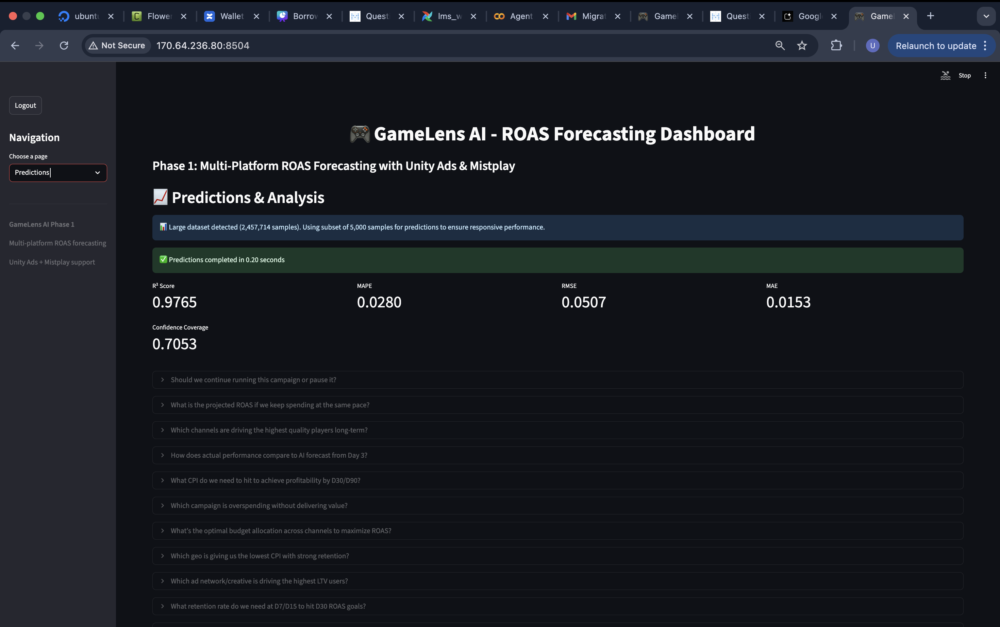 ubuntu
Flower
Wallet
Borrow
Questi
lms_w
Agent
Migrat
Game
Questi
Googl
Game
Not Secure
170.64.236.80:8504
U
Relaunch to update
Stop
Logout
Navigation
Choose a page
Predictions
GameLens AI Phase 1
Multi-platform ROAS forecasting
Unity Ads + Mistplay support
GameLens AI - ROAS Forecasting Dashboard
Phase 1: Multi-Platform ROAS Forecasting with Unity Ads & Mistplay
Predictions & Analysis
Large dataset detected (2,457,714 samples). Using subset of 5,000 samples for predictions to ensure responsive performance.
Predictions completed in 0.20 seconds
R² Score
0.9765
MAPE
0.0280
RMSE
0.0507
MAE
0.0153
Confidence Coverage
0.7053
Should we continue running this campaign or pause it?
What is the projected ROAS if we keep spending at the same pace?
Which channels are driving the highest quality players long-term?
How does actual performance compare to AI forecast from Day 3?
What CPI do we need to hit to achieve profitability by D30/D90?
Which campaign is overspending without delivering value?
What's the optimal budget allocation across channels to maximize ROAS?
Which geo is giving us the lowest CPI with strong retention?
Which ad network/creative is driving the highest LTV users?
What retention rate do we need at D7/D15 to hit D30 ROAS goals?